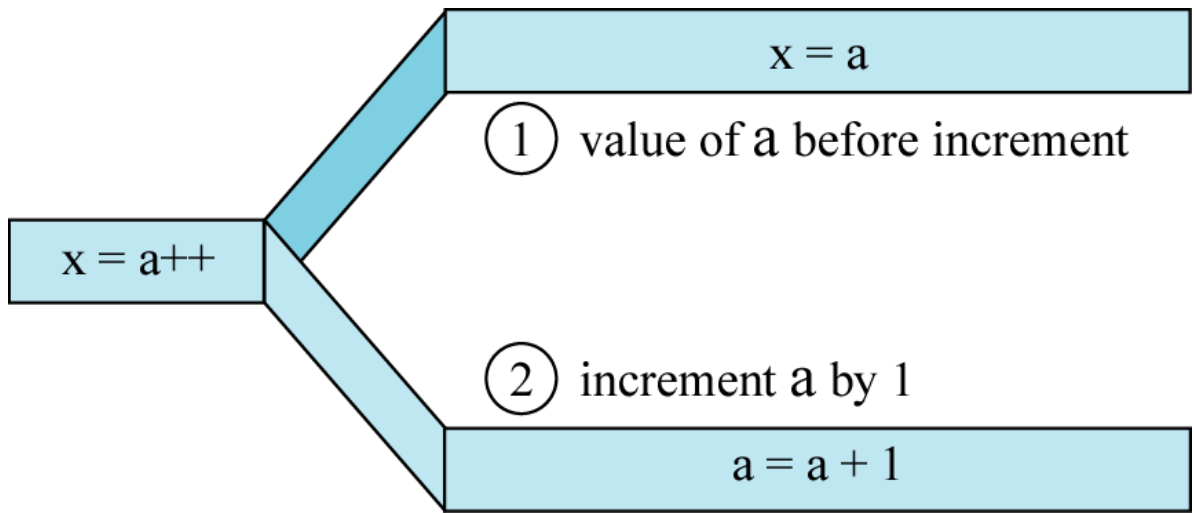 x = a
① value of a before increment
x = a++
② increment a by 1
a = a + 1